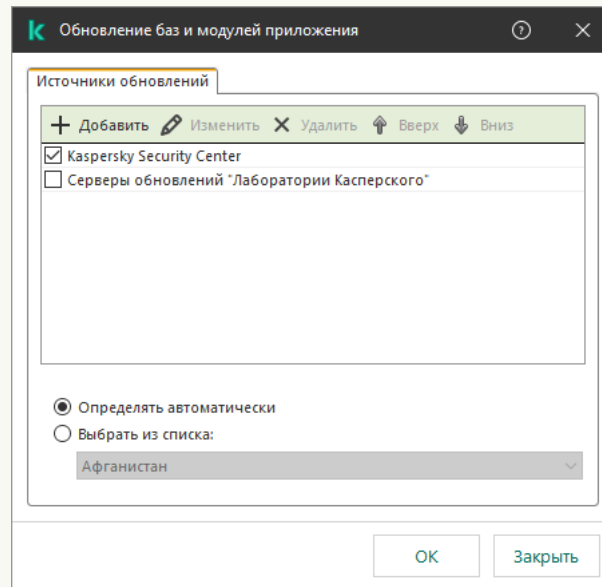 Обновление баз и модулей приложения
Источники обновлений
Добавить Изменить Удалить Вверх Вниз
Kaspersky Security Center
Серверы обновлений "Лаборатории Касперского"
Определять автоматически
Выбрать из списка:
Афганистан
ОК Закрыть